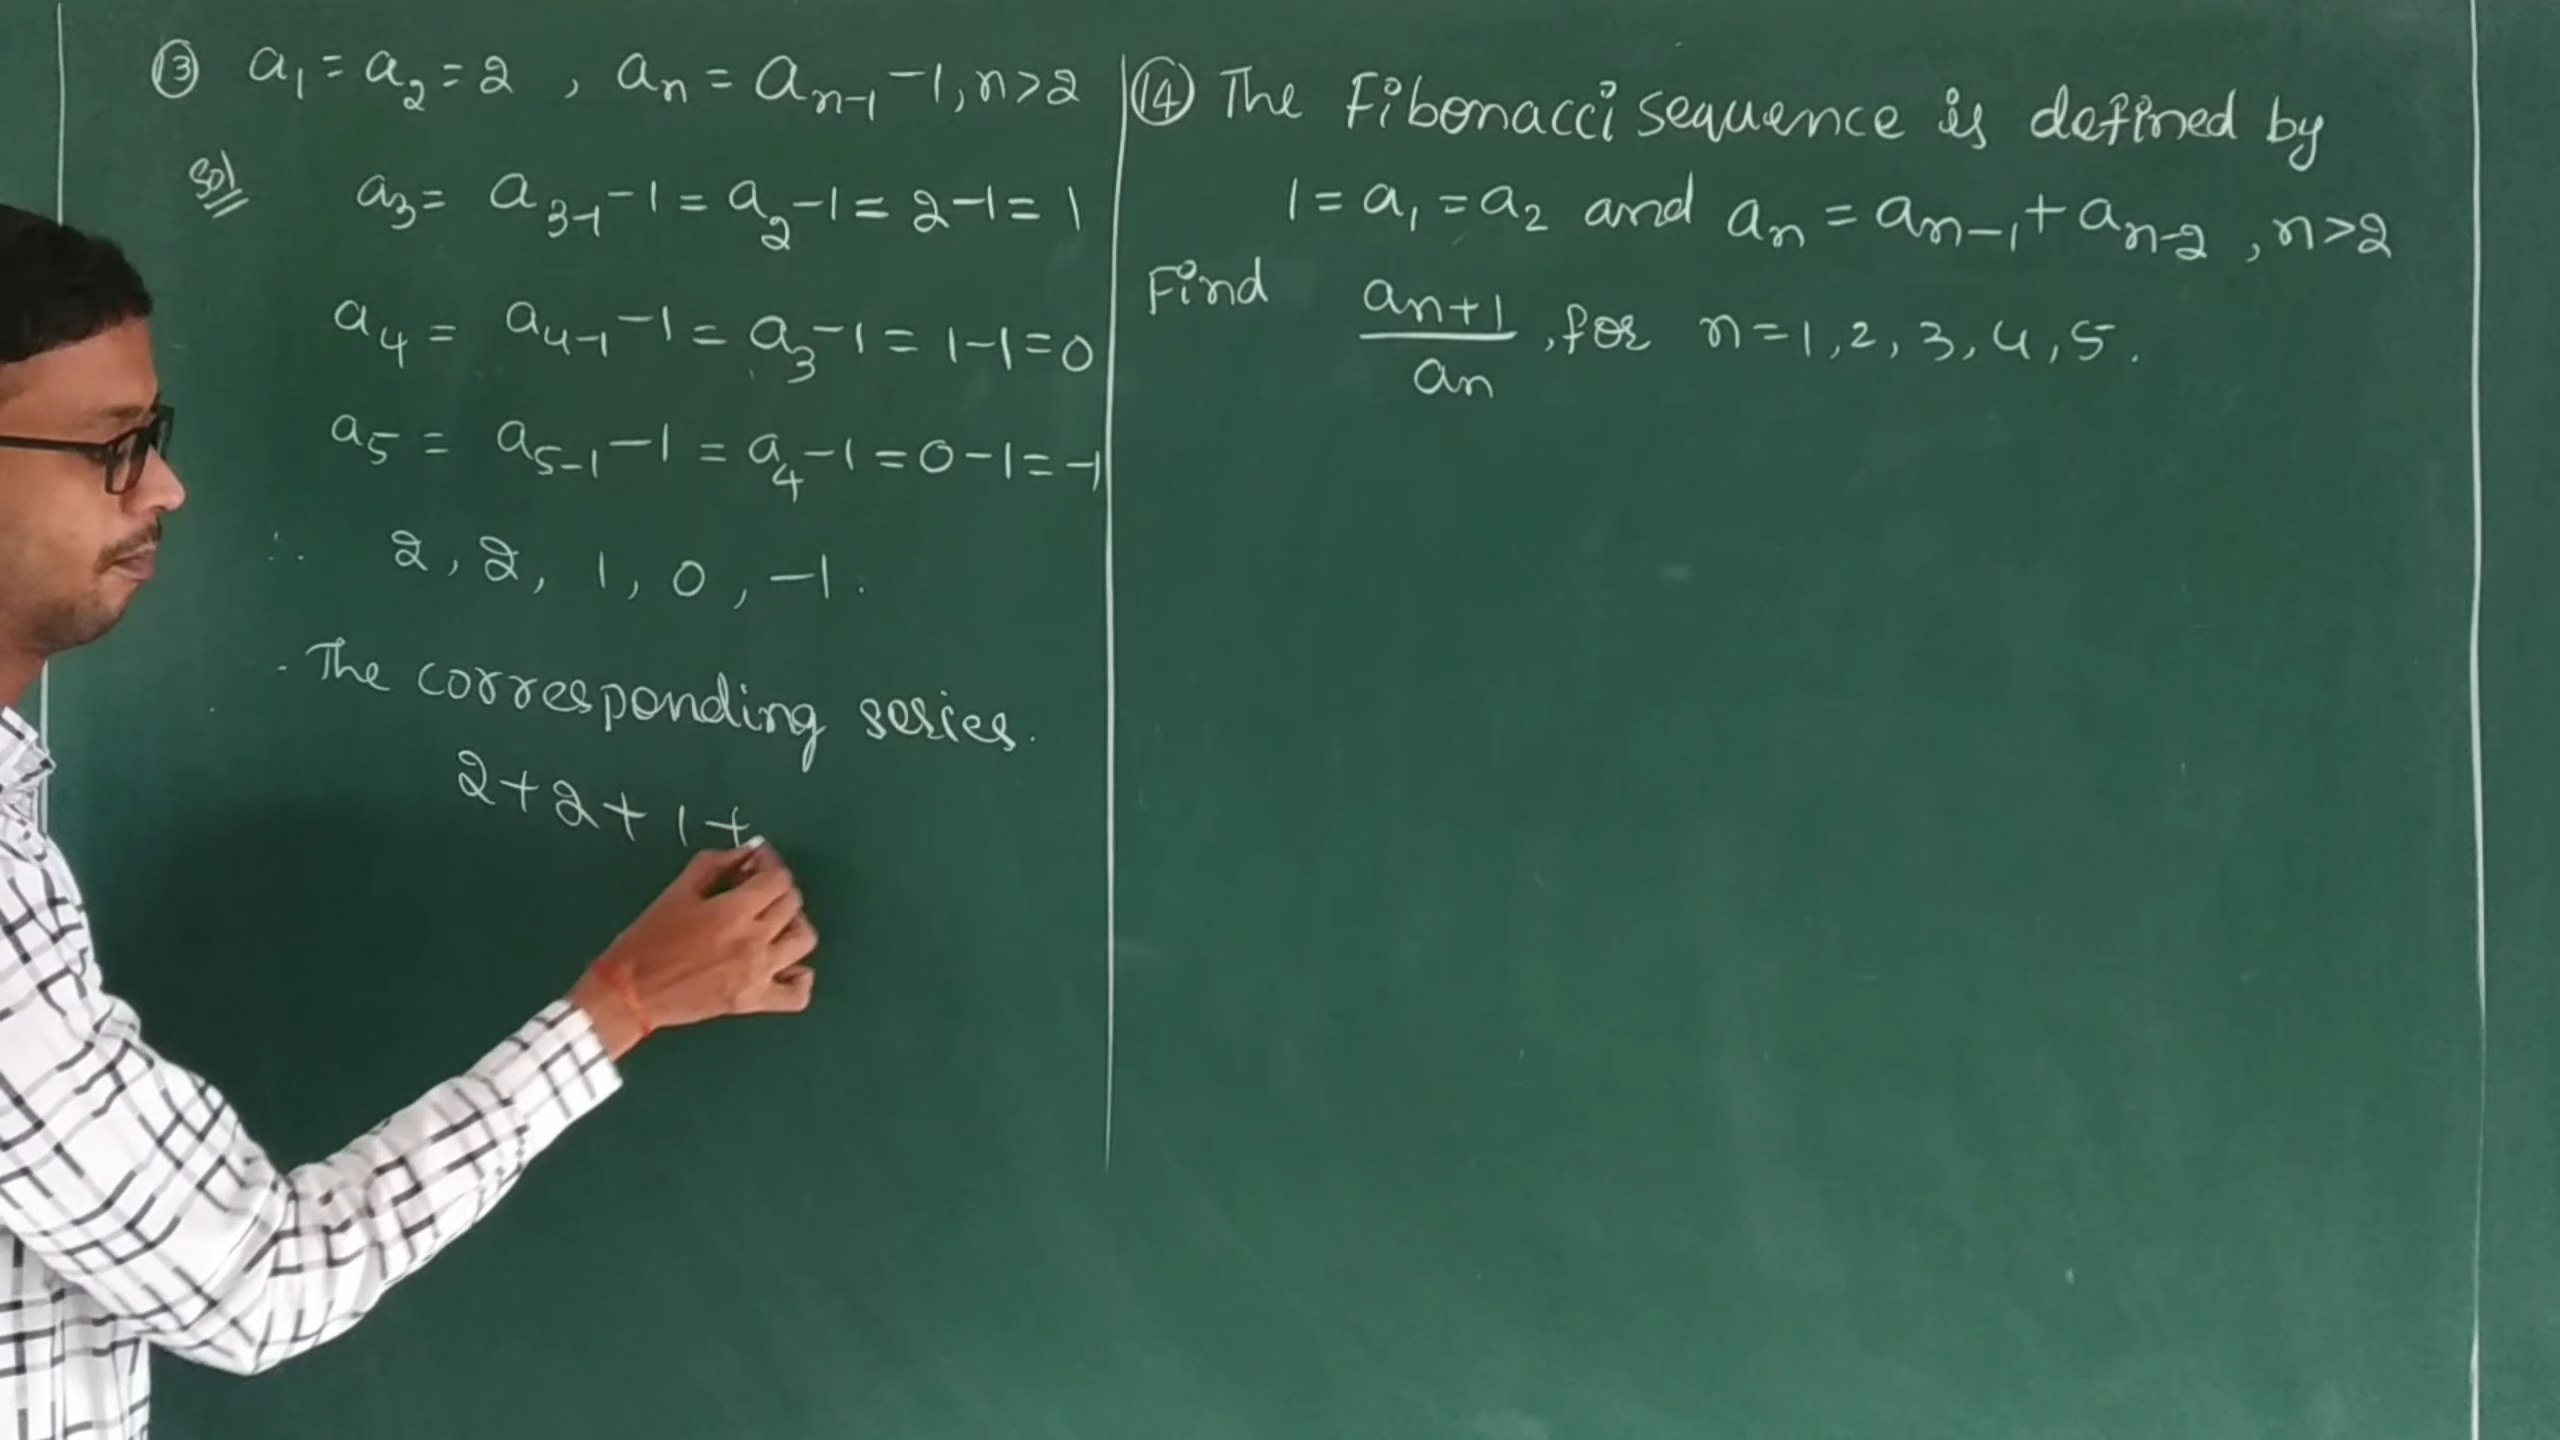 ⑬ a₁ = a₂ = 2 , aₙ = aₙ₋₁ - 1, n > 2
Sol
a₃ = a₃₋₁ - 1 = a₂ - 1 = 2 - 1 = 1
a₄ = a₄₋₁ - 1 = a₃ - 1 = 1 - 1 = 0
a₅ = a₅₋₁ - 1 = a₄ - 1 = 0 - 1 = -1
∴ 2, 2, 1, 0, -1.
The corresponding series.
2 + 2 + 1 +
⑭ The Fibonacci sequence is defined by
1 = a₁ = a₂ and aₙ = aₙ₋₁ + aₙ₋₂ , n > 2
Find aₙ₊₁ / aₙ , for n = 1, 2, 3, 4, 5.